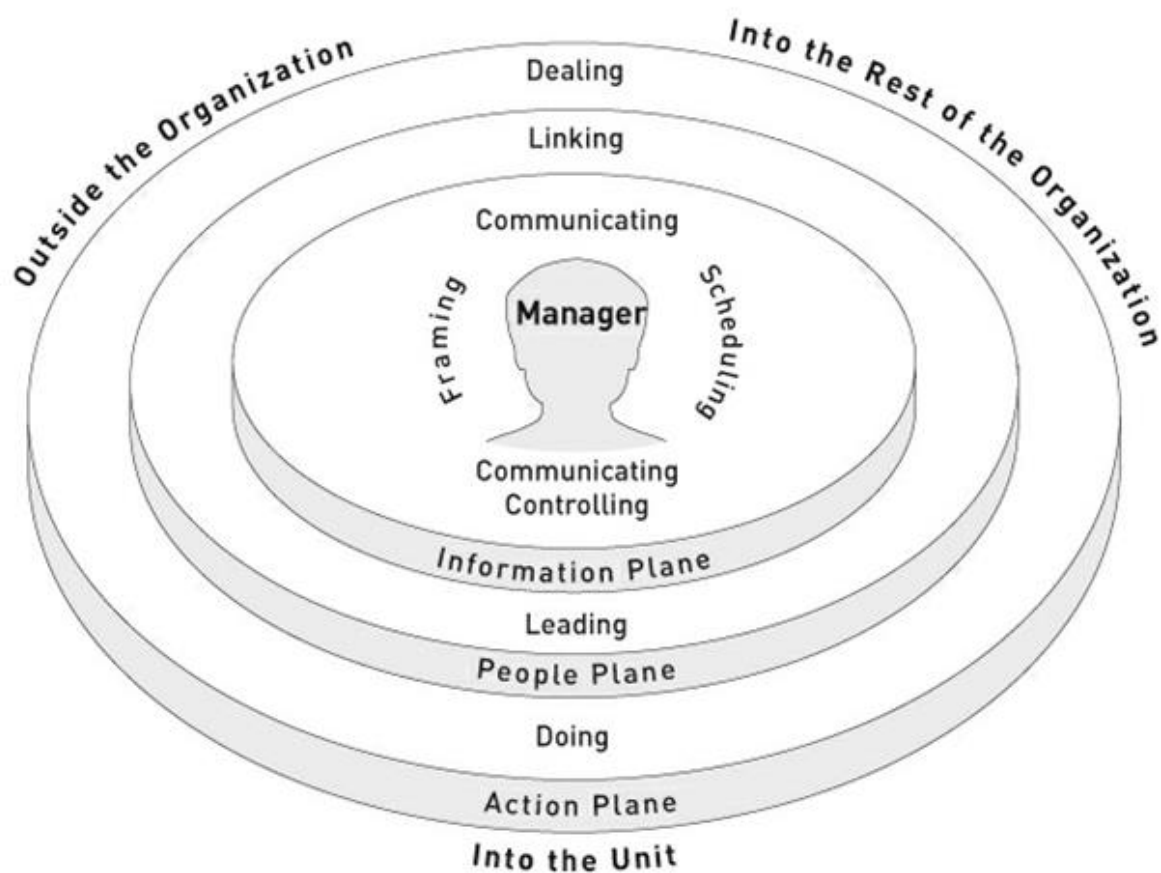 Outside the Organization
Into the Rest of the Organization
Dealing
Linking
Communicating
Framing
Manager
Scheduling
Communicating
Controlling
Information Plane
Leading
People Plane
Doing
Action Plane
Into the Unit